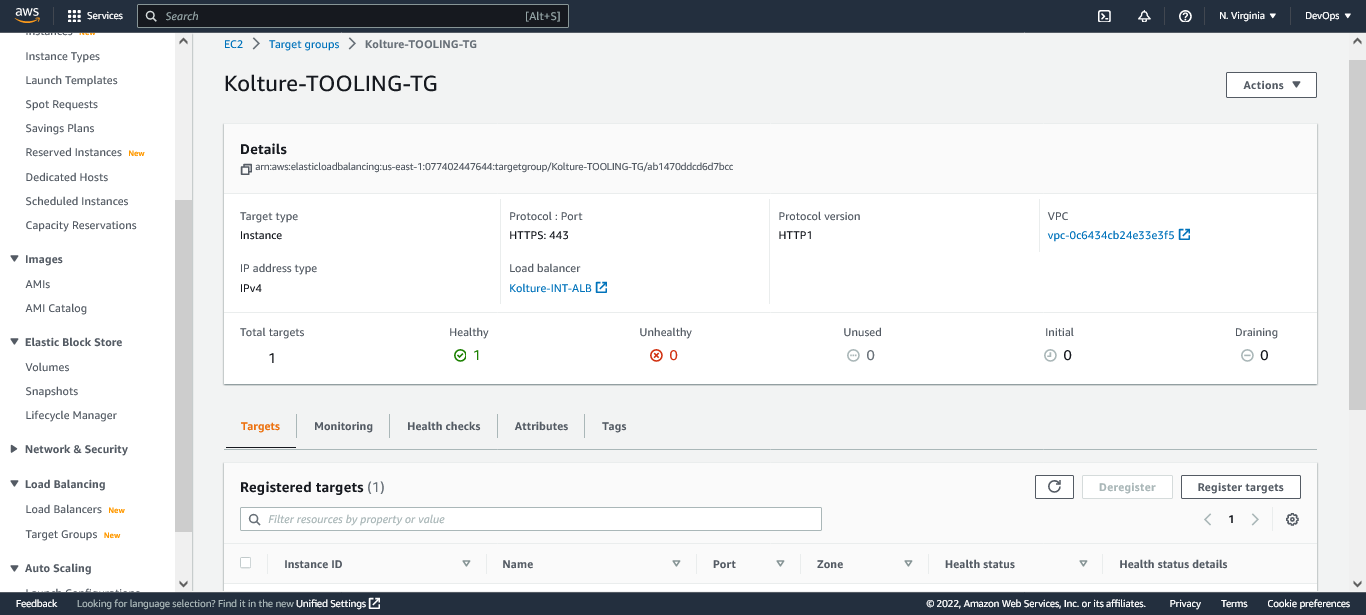 aws
Services
Search
[Alt+S]
N. Virginia
DevOps
Instances New
Instance Types
Launch Templates
Spot Requests
Savings Plans
Reserved Instances New
Dedicated Hosts
Scheduled Instances
Capacity Reservations
Images
AMIs
AMI Catalog
Elastic Block Store
Volumes
Snapshots
Lifecycle Manager
Network & Security
Load Balancing
Load Balancers New
Target Groups New
Auto Scaling
Launch Configurations
EC2 > Target groups > Kolture-TOOLING-TG
Kolture-TOOLING-TG
Actions
Details
arn:aws:elasticloadbalancing:us-east-1:077402447644:targetgroup/Kolture-TOOLING-TG/ab1470ddcd6d7bcc
Target type
Instance
Protocol : Port
HTTPS: 443
Protocol version
HTTP1
VPC
vpc-0c6434cb24e33e3f5
IP address type
IPv4
Load balancer
Kolture-INT-ALB
Total targets
1
Healthy
1
Unhealthy
0
Unused
0
Initial
0
Draining
0
Targets
Monitoring
Health checks
Attributes
Tags
Registered targets (1)
Deregister
Register targets
Filter resources by property or value
1
Instance ID
Name
Port
Zone
Health status
Health status details
Feedback
Looking for language selection? Find it in the new Unified Settings
© 2022, Amazon Web Services, Inc. or its affiliates.
Privacy
Terms
Cookie preferences